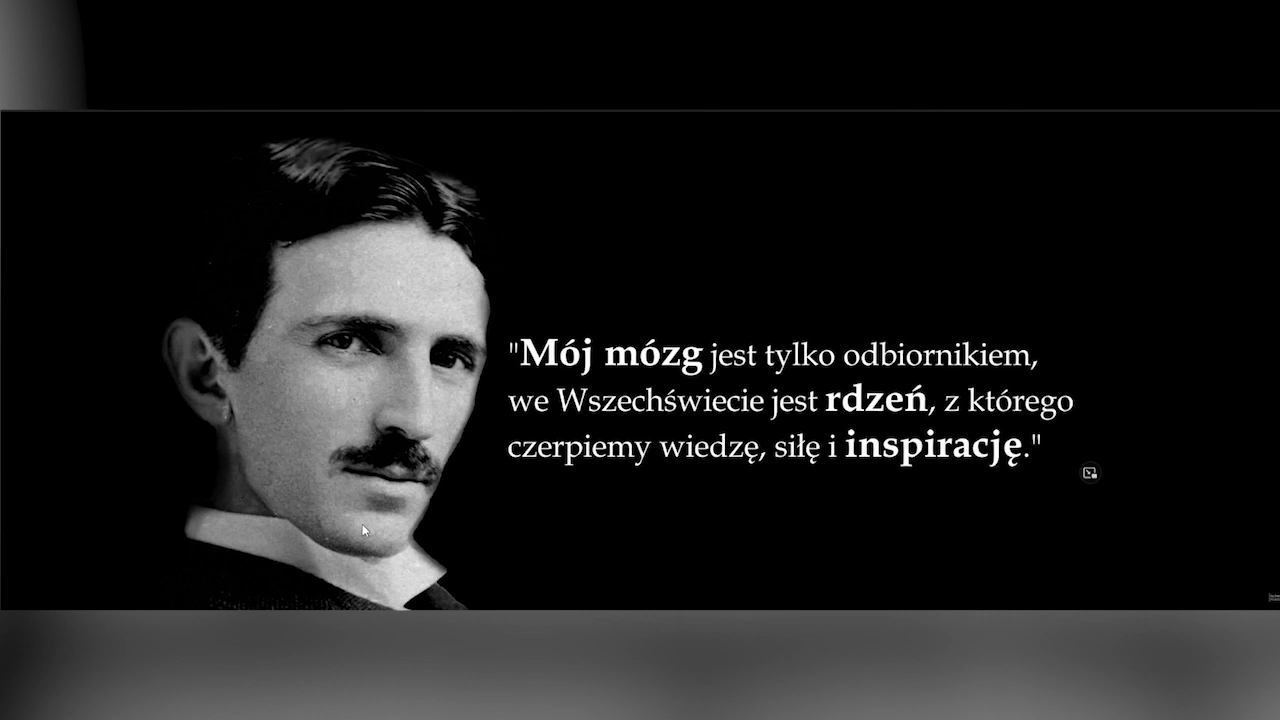 "Mój mózg jest tylko odbiornikiem,
we Wszechświecie jest rdzeń, z którego
czerpiemy wiedzę, siłę i inspirację."